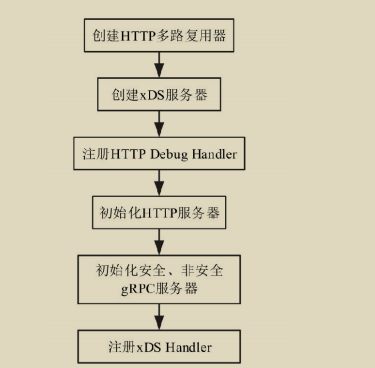 创建HTTP多路复用器
创建xDS服务器
注册HTTP Debug Handler
初始化HTTP服务器
初始化安全、非安全
gRPC服务器
注册xDS Handler